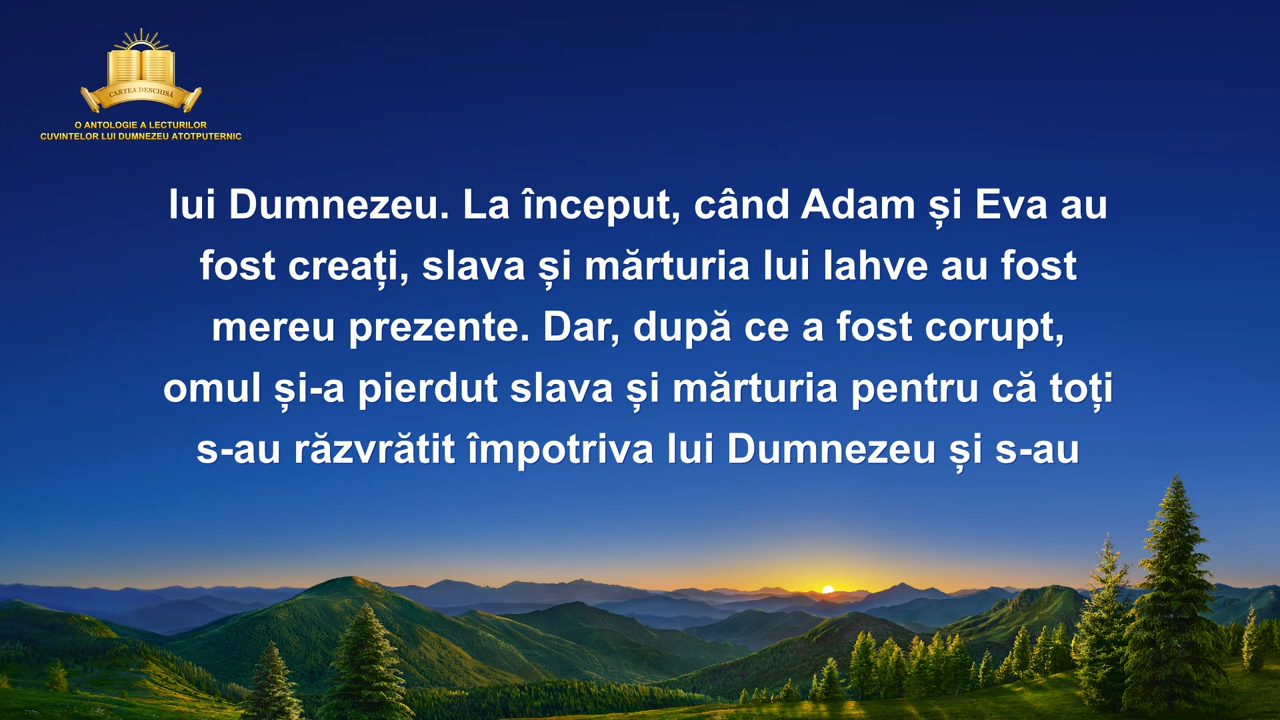 CARTEA DESCHISĂ
O ANTOLOGIE A LECTURILOR
CUVINTELOR LUI DUMNEZEU ATOTPUTERNIC
lui Dumnezeu. La început, când Adam și Eva au
fost creați, slava și mărturia lui Iahve au fost
mereu prezente. Dar, după ce a fost corupt,
omul și-a pierdut slava și mărturia pentru că toți
s-au răzvrătit împotriva lui Dumnezeu și s-au